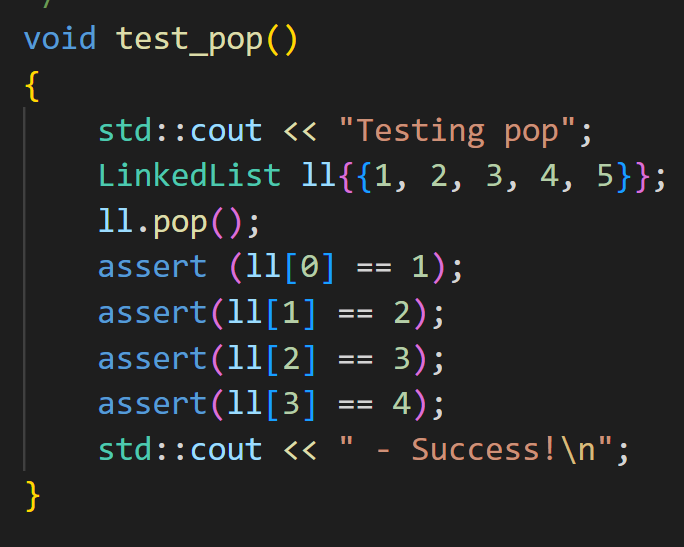 /
void test_pop()
{
    std::cout << "Testing pop";
    LinkedList ll{{1, 2, 3, 4, 5}};
    ll.pop();
    assert (ll[0] == 1);
    assert(ll[1] == 2);
    assert(ll[2] == 3);
    assert(ll[3] == 4);
    std::cout << " - Success!\n";
}